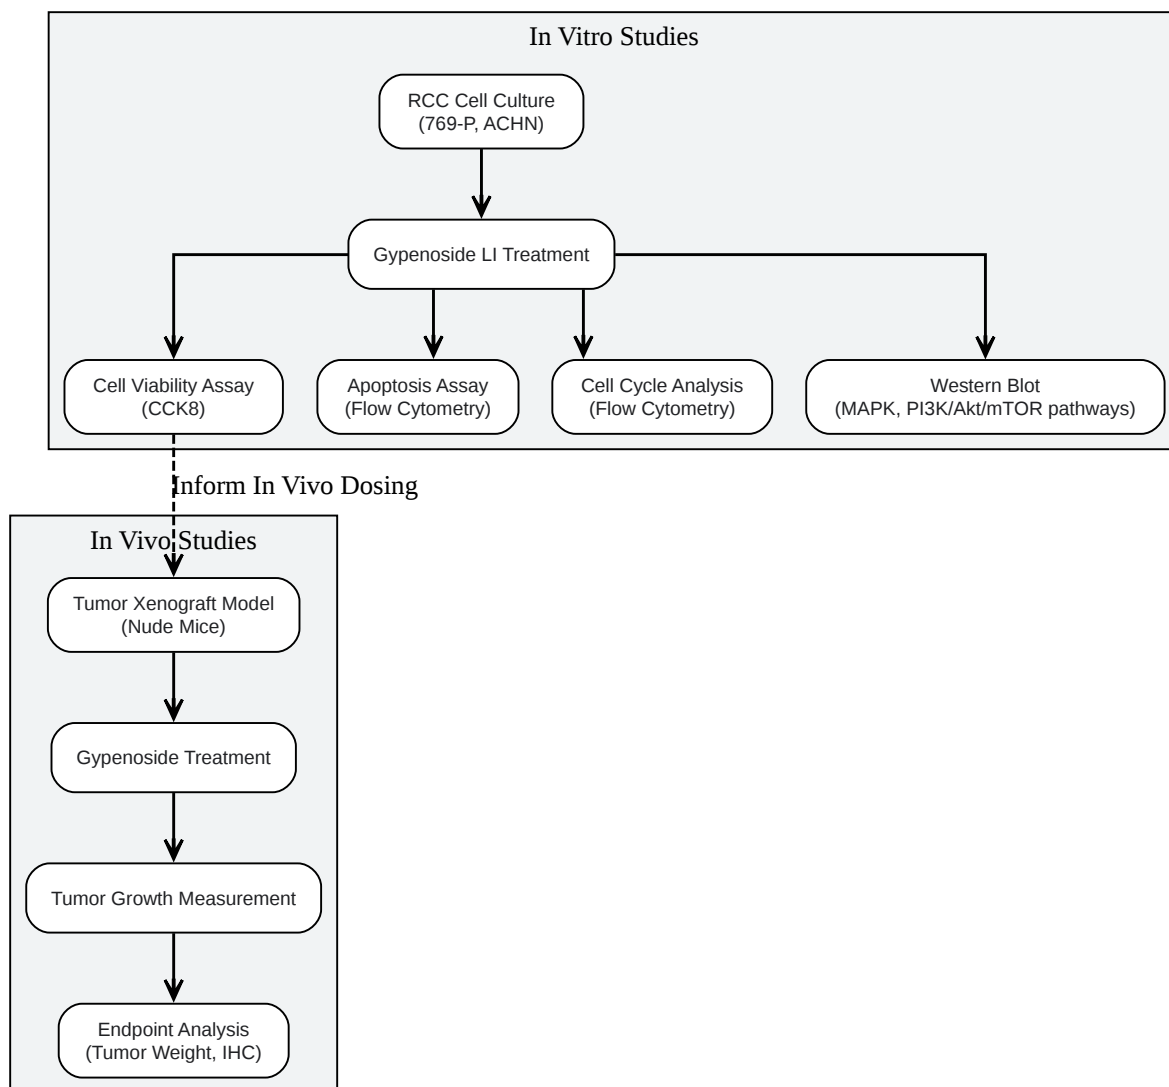 In Vitro Studies
RCC Cell Culture
(769-P, ACHN)
Gypenoside LI Treatment
Cell Viability Assay
(CCK8)
Apoptosis Assay
(Flow Cytometry)
Cell Cycle Analysis
(Flow Cytometry)
Western Blot
(MAPK, PI3K/Akt/mTOR pathways)
Inform In Vivo Dosing
In Vivo Studies
Tumor Xenograft Model
(Nude Mice)
Gypenoside Treatment
Tumor Growth Measurement
Endpoint Analysis
(Tumor Weight, IHC)